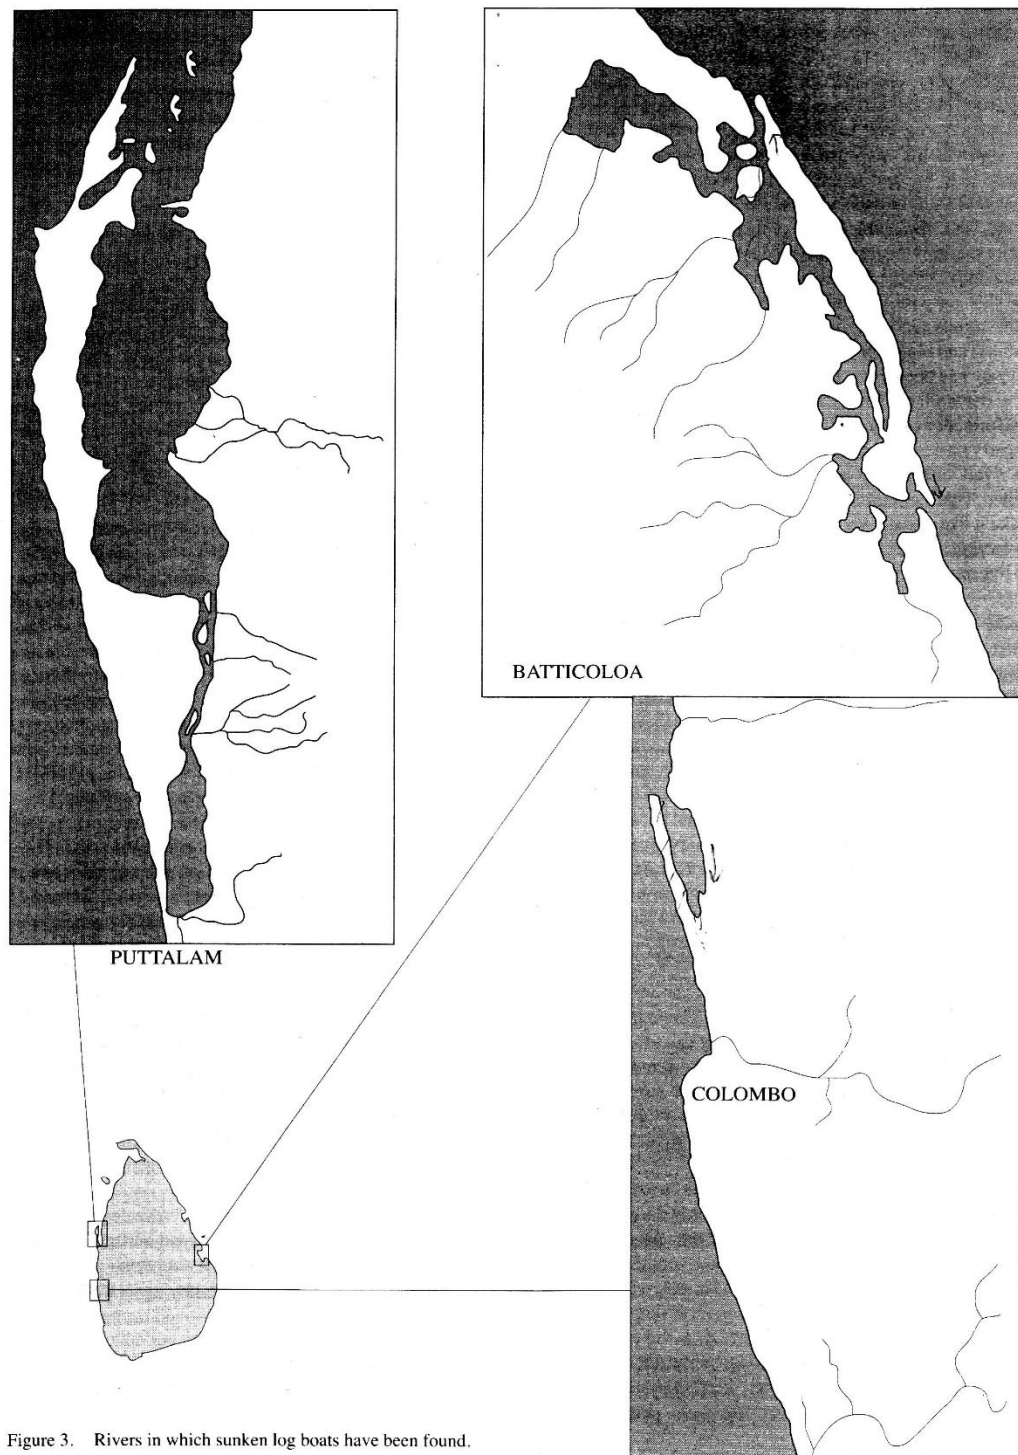 BATTICOLOA
PUTTALAM
COLOMBO
Figure 3. Rivers in which sunken log boats have been found.